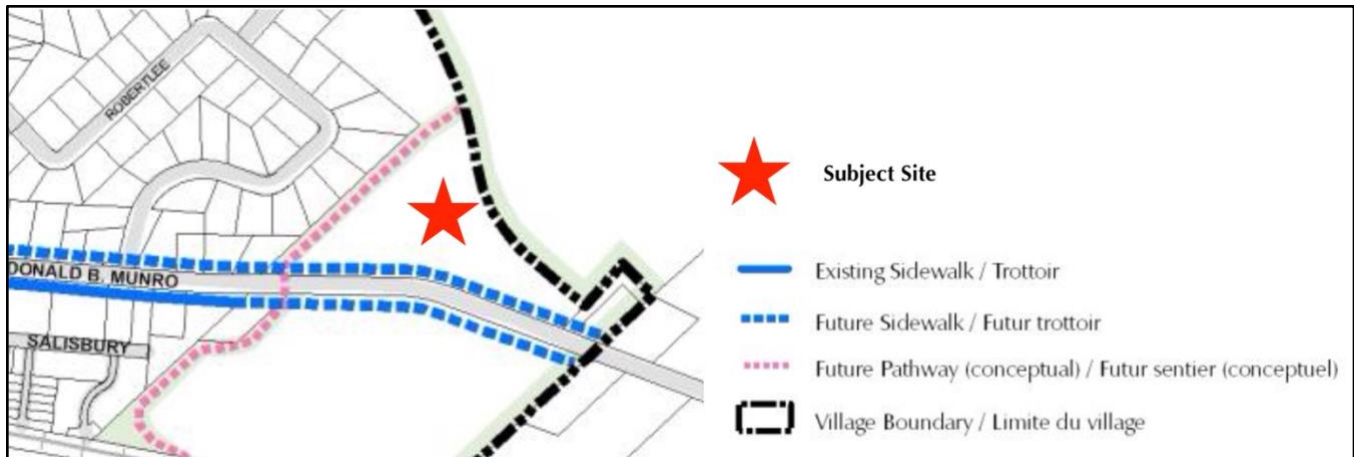 ROBERTLEE
DONALD B. MUNRO
SALISBURY
Subject Site
Existing Sidewalk / Trottoir
Future Sidewalk / Futur trottoir
Future Pathway (conceptual) / Futur sentier (conceptuel)
Village Boundary / Limite du village